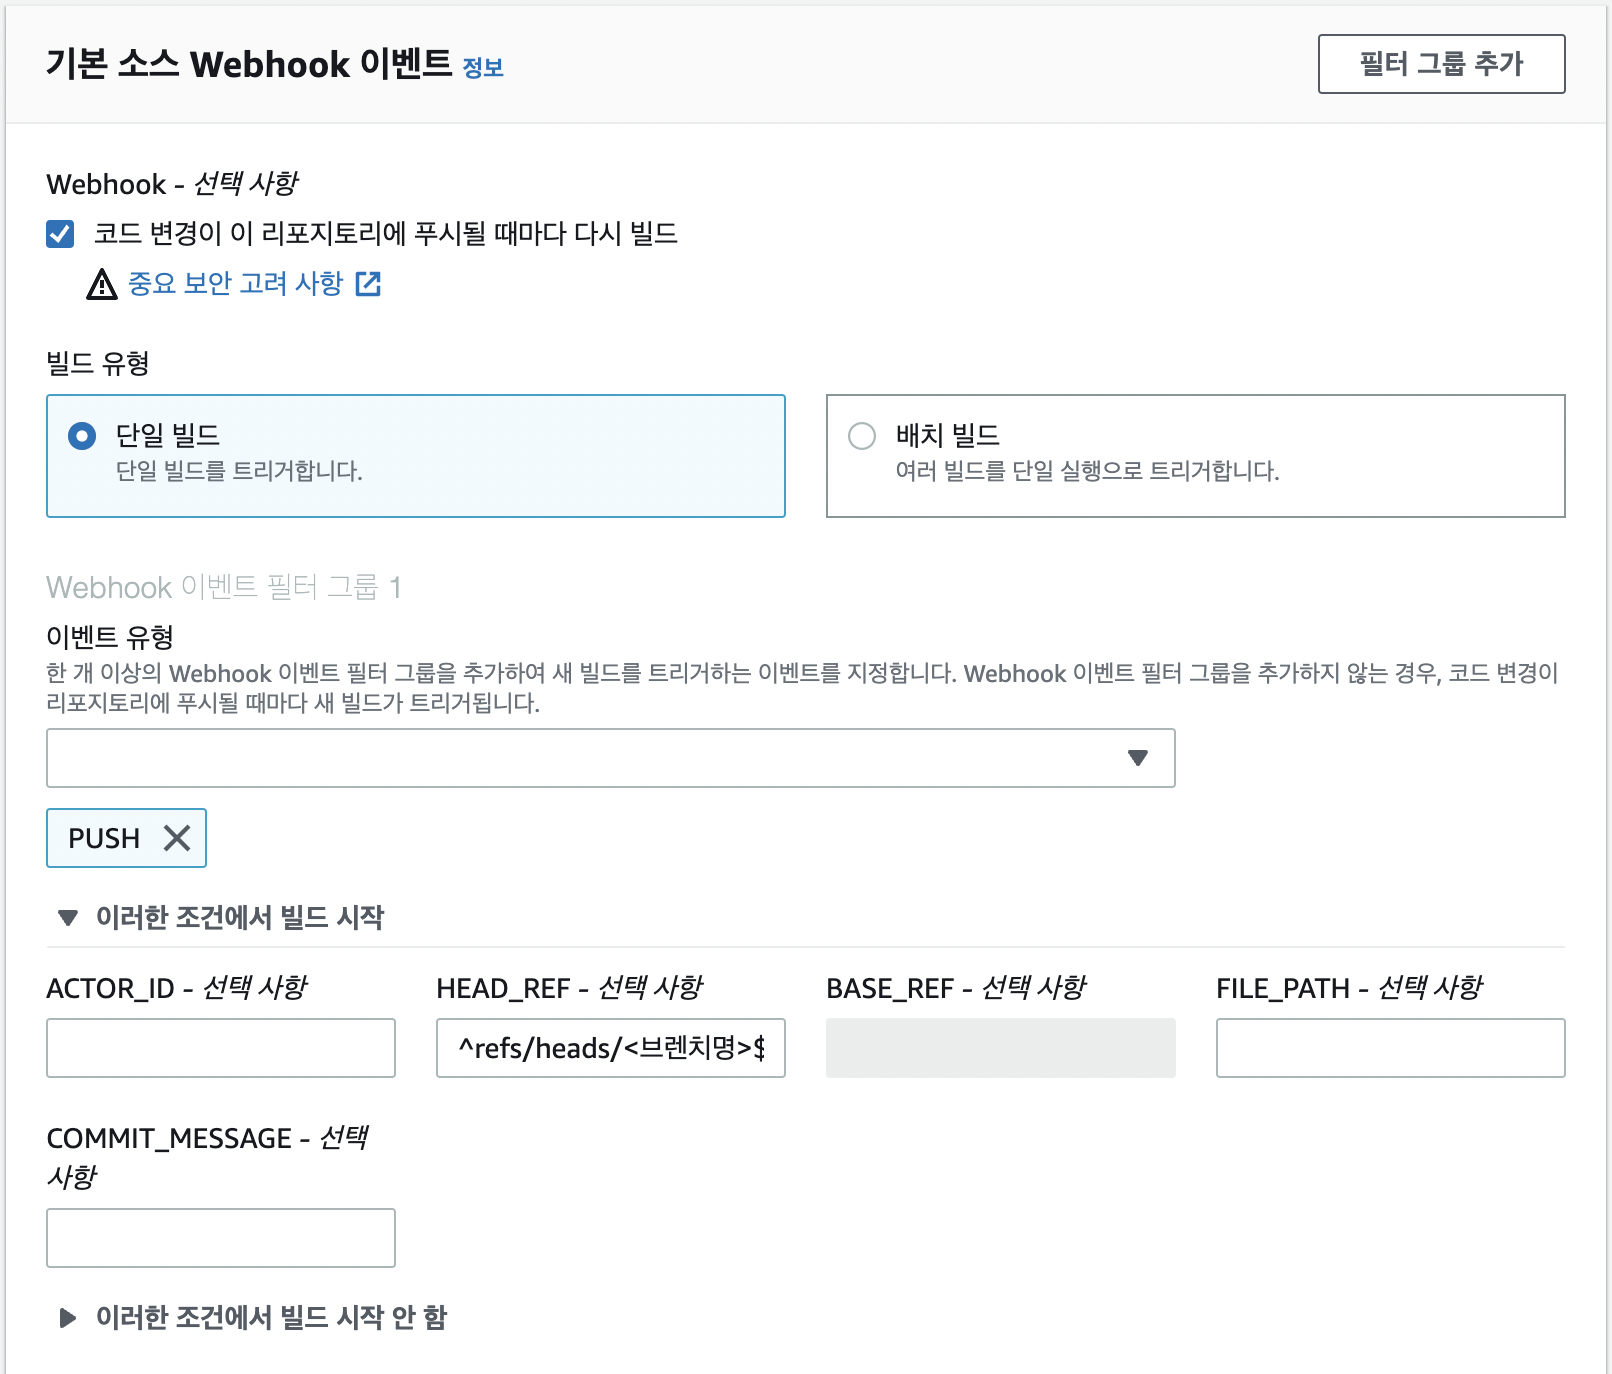 기본 소스 Webhook 이벤트 정보
필터 그룹 추가
Webhook - 선택 사항
코드 변경이 이 리포지토리에 푸시될 때마다 다시 빌드
중요 보안 고려 사항
빌드 유형
단일 빌드
단일 빌드를 트리거합니다.
배치 빌드
여러 빌드를 단일 실행으로 트리거합니다.
Webhook 이벤트 필터 그룹 1
이벤트 유형
한 개 이상의 Webhook 이벤트 필터 그룹을 추가하여 새 빌드를 트리거하는 이벤트를 지정합니다. Webhook 이벤트 필터 그룹을 추가하지 않는 경우, 코드 변경이
리포지토리에 푸시될 때마다 새 빌드가 트리거됩니다.
PUSH
이러한 조건에서 빌드 시작
ACTOR_ID - 선택 사항
HEAD_REF - 선택 사항
BASE_REF - 선택 사항
FILE_PATH - 선택 사항
^refs/heads/<브렌치명>$
COMMIT_MESSAGE - 선택
사항
이러한 조건에서 빌드 시작 안 함